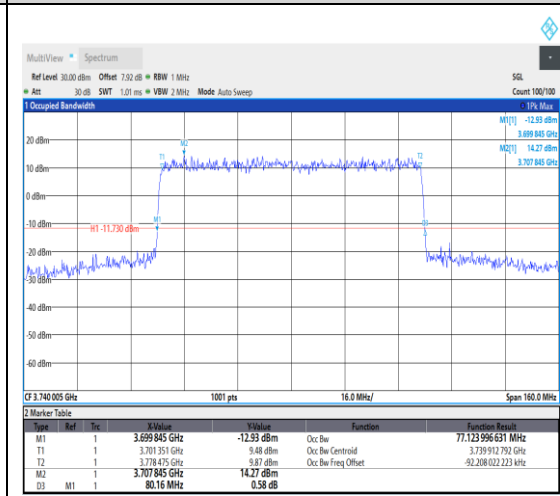 MultiView Spectrum
Ref Level 30.00 dBm Offset 7.92 dB RBW 1 MHz SGL
Att 30 dB SWT 1.01 ms VBW 2 MHz Mode Auto Sweep Count 100/100
1 Occupied Bandwidth 1Pk Max
M1[1] -12.93 dBm
3.699 845 GHz
M2[1] 14.27 dBm
3.707 845 GHz
M2
T1
T2
20 dBm
10 dBm
0 dBm
-10 dBm
M1
H1 -11.730 dBm
-20 dBm
-30 dBm
-40 dBm
-50 dBm
-60 dBm
CF 3.740 005 GHz 1001 pts 16.0 MHz/ Span 160.0 MHz
2 Marker Table
Type Ref Trc X-Value Y-Value Function Function Result
M1 1 3.699 845 GHz -12.93 dBm Occ Bw 77.123 996 631 MHz
T1 1 3.701 351 GHz 9.48 dBm Occ Bw Centroid 3.739 912 792 GHz
T2 1 3.778 475 GHz 9.87 dBm Occ Bw Freq Offset -92.208 022 223 kHz
M2 1 3.707 845 GHz 14.27 dBm
D3 M1 1 80.16 MHz 0.58 dB